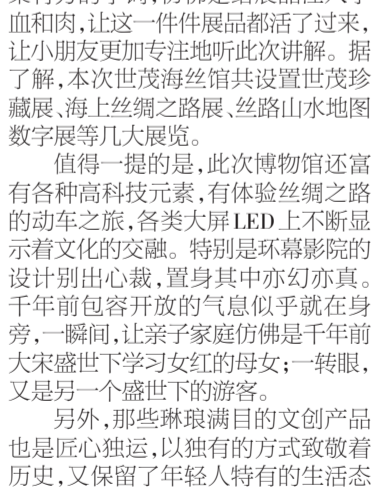 血和肉，让这一件件展品都活了过来，
让小朋友更加专注地听此次讲解。据
了解，本次世茂海丝馆共设置世茂珍
藏展、海上丝绸之路展、丝路山水地图
数字展等几大展览。
值得一提的是，此次博物馆还富
有各种高科技元素，有体验丝绸之路
的动车之旅，各类大屏LED上不断显
示着文化的交融。特别是环幕影院的
设计别出心裁，置身其中亦幻亦真。
千年前包容开放的气息似乎就在身
旁，一瞬间，让亲子家庭仿佛是千年前
大宋盛世下学习女红的母女；一转眼，
又是另一个盛世下的游客。
另外，那些琳琅满目的文创产品
也是匠心独运，以独有的方式致敬着
历史，又保留了年轻人特有的生活态